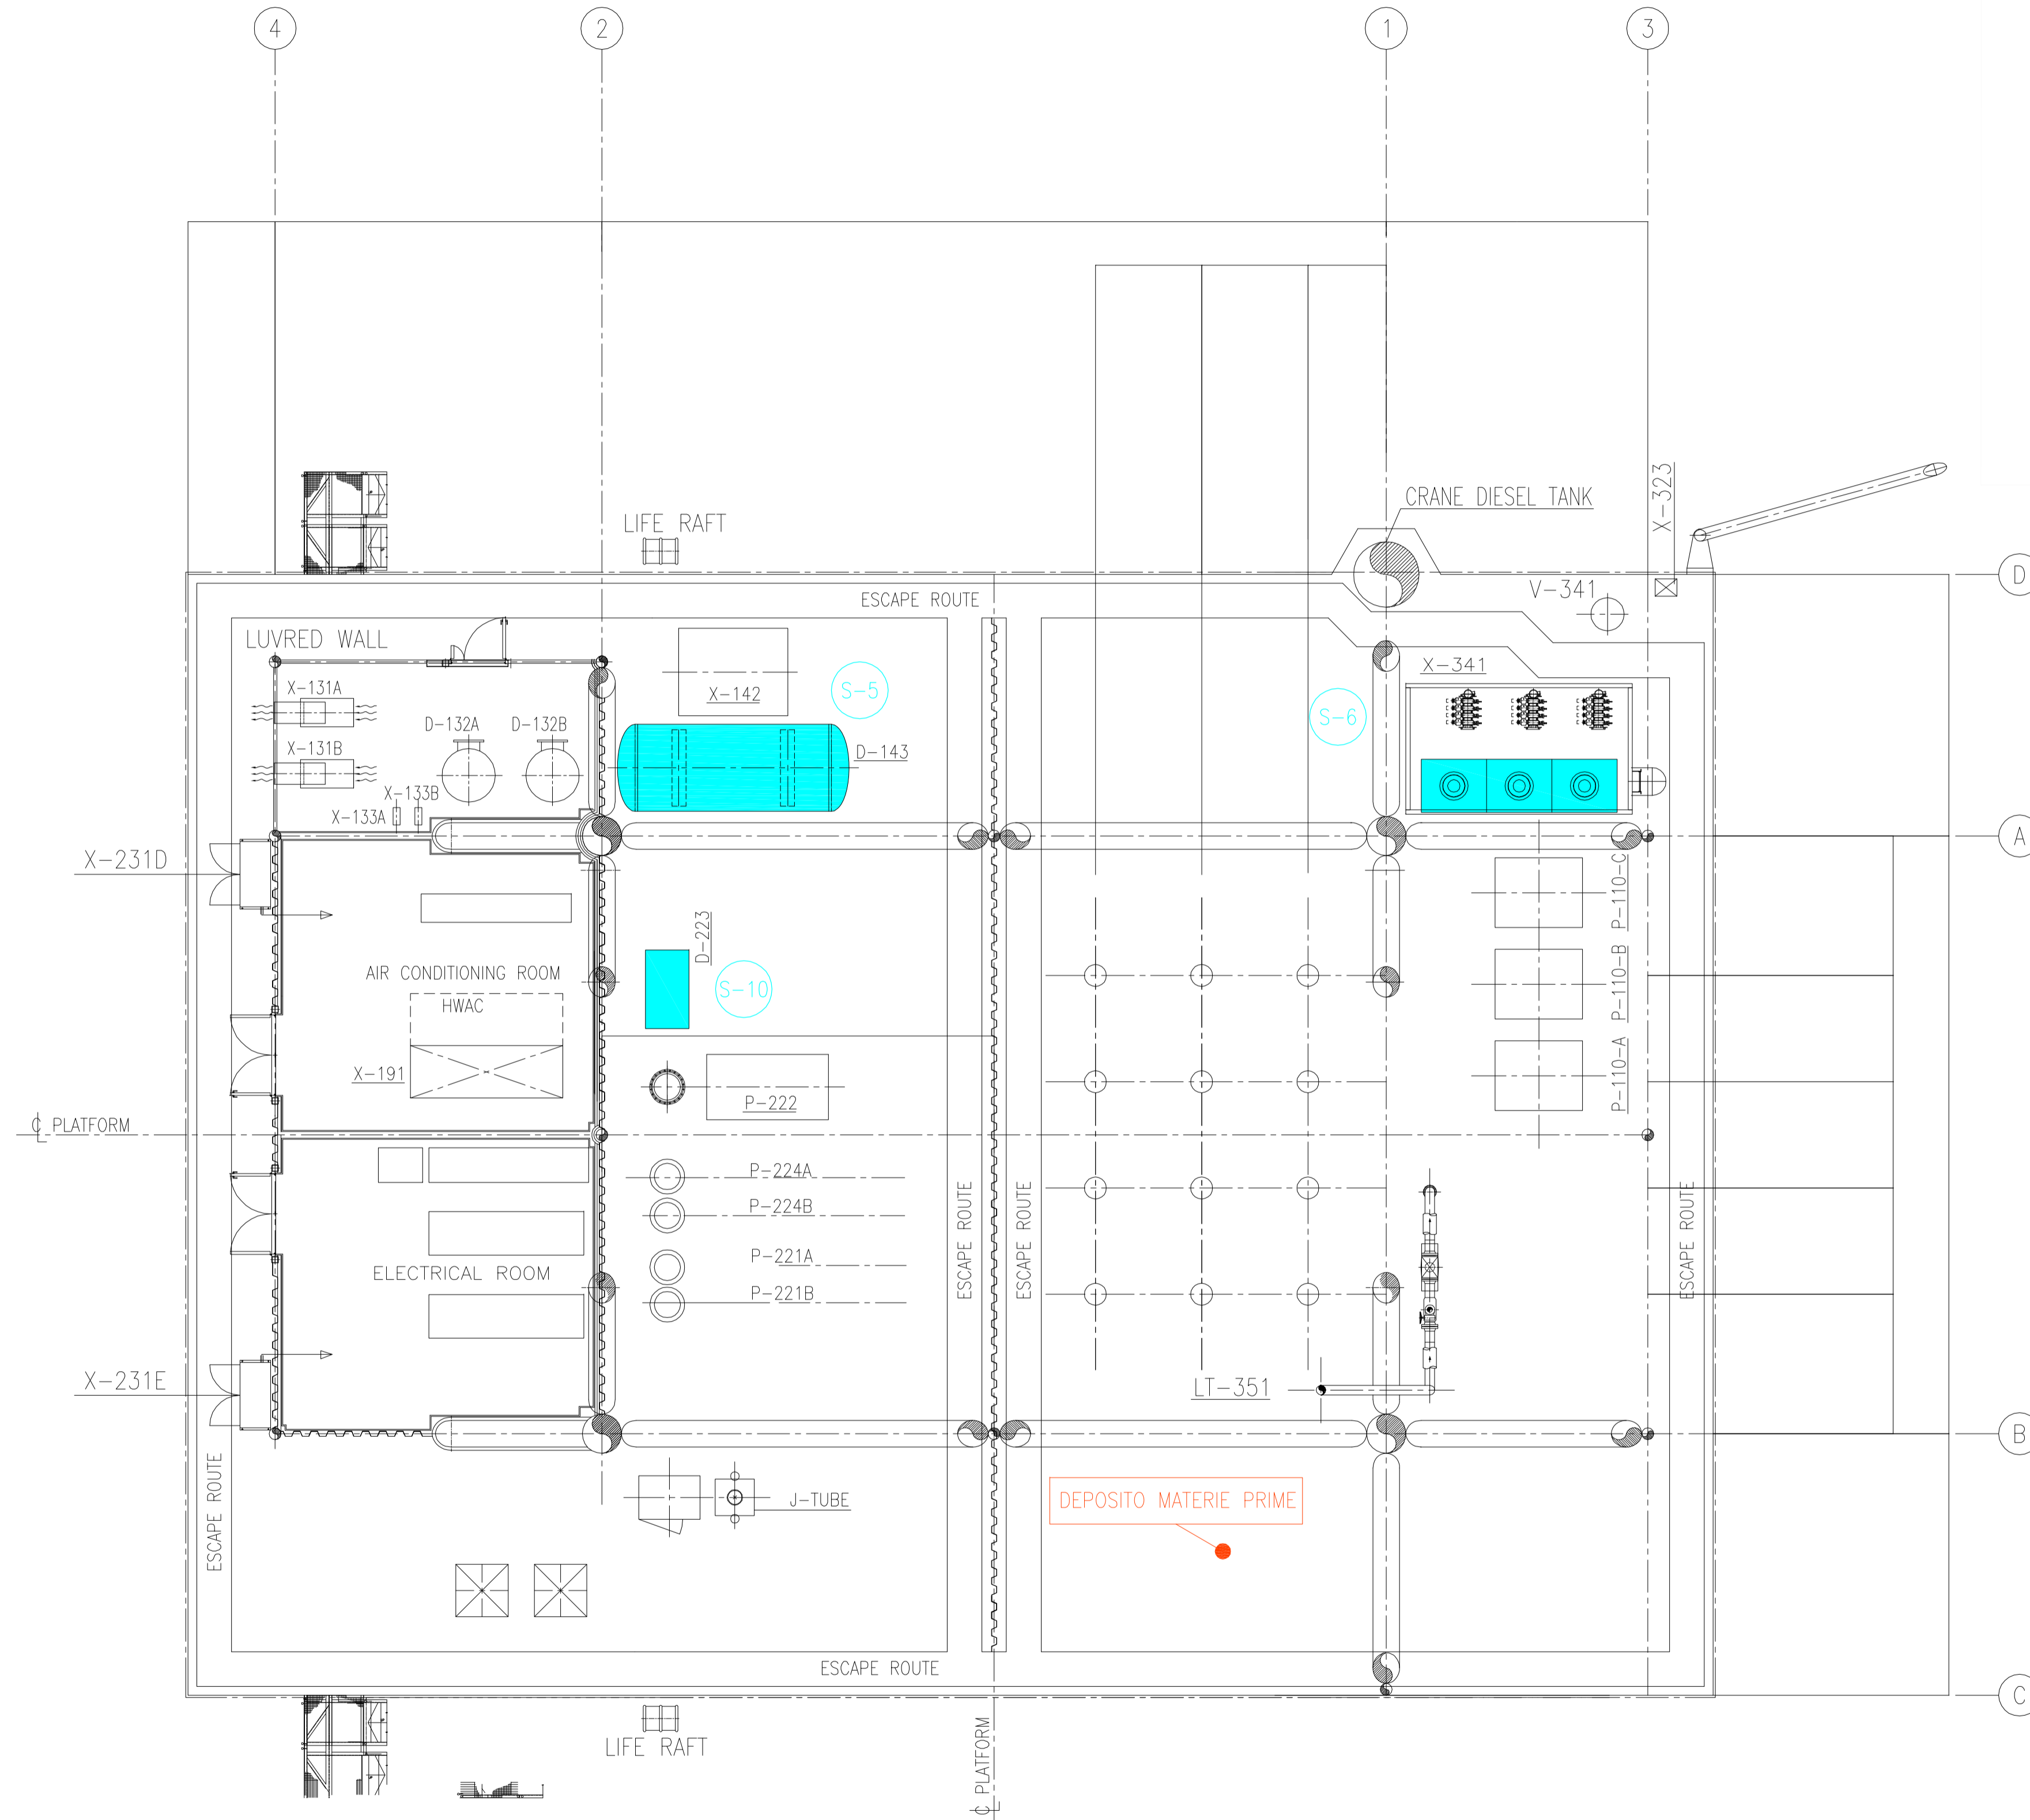 4
2
1
3
CRANE DIESEL TANK
X-323
LIFE RAFT
D
V-341
ESCAPE ROUTE
LUVRED WALL
X-341
X-131A
X-142
S-5
S-6
D-132A
D-132B
X-131B
D-143
X-133B
X-133A
A
X-231D
P-110-C
D-223
AIR CONDITIONING ROOM
S-10
P-110-B
HWAC
X-191
P-110-A
P-222
PLATFORM
P-224A
P-224B
ESCAPE ROUTE
ESCAPE ROUTE
ESCAPE ROUTE
P-221A
ELECTRICAL ROOM
P-221B
X-231E
LT-351
B
ESCAPE ROUTE
DEPOSITO MATERIE PRIME
J-TUBE
ESCAPE ROUTE
C
LIFE RAFT
PLATFORM